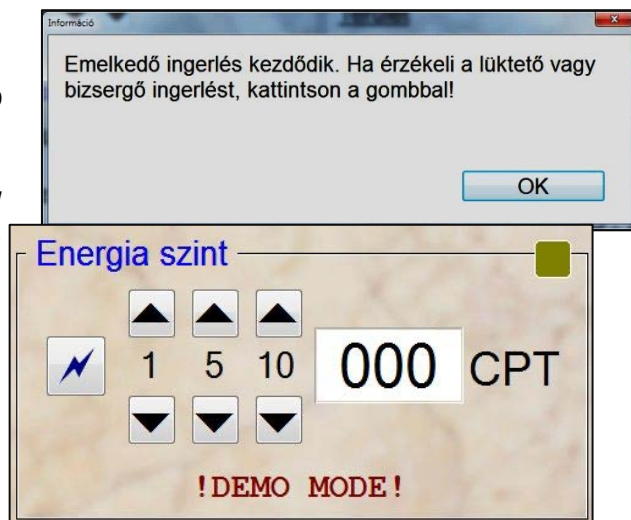 Információ
Emelkedő ingerlés kezdődik. Ha érzékeli a lüktető vagy
bizsergő ingerlést, kattintson a gombbal!
OK
Energia szint
1 5 10 000 CPT
!DEMO MODE!